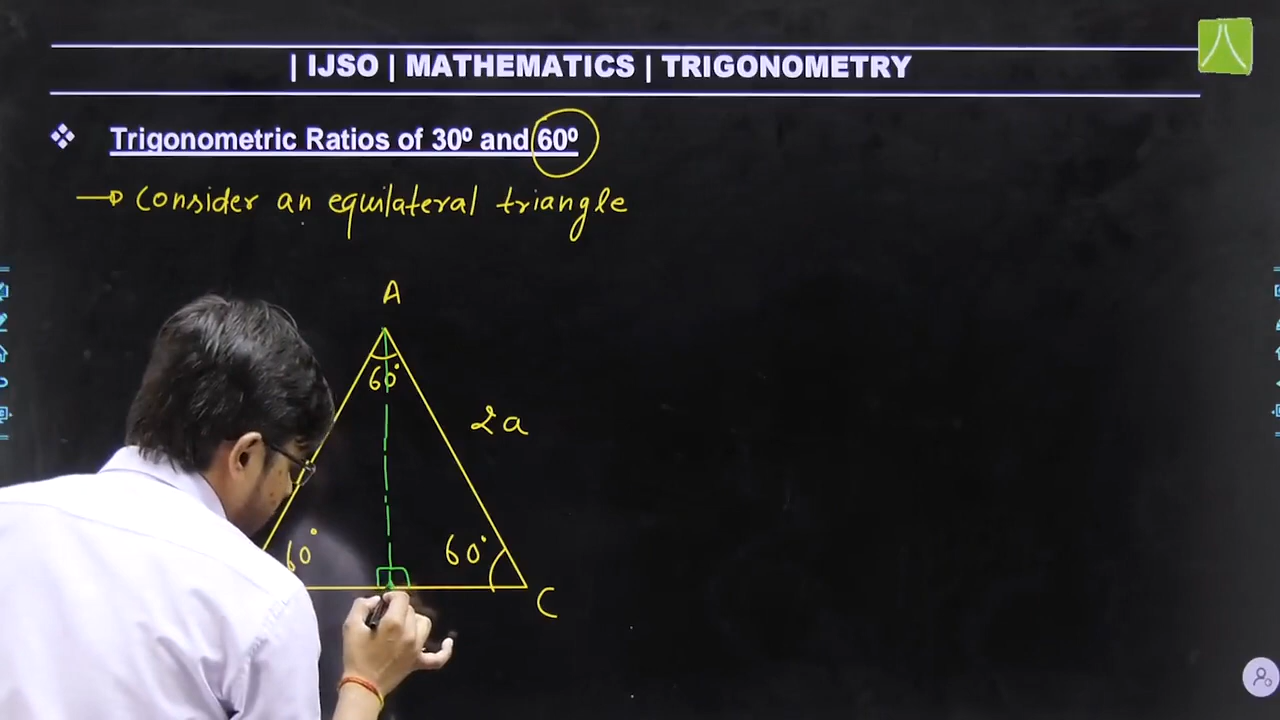 | IJSO | MATHEMATICS | TRIGONOMETRY
❖ Trigonometric Ratios of 30º and 60º
→ Consider an equilateral triangle
A
60°
2a
60° 60°
C